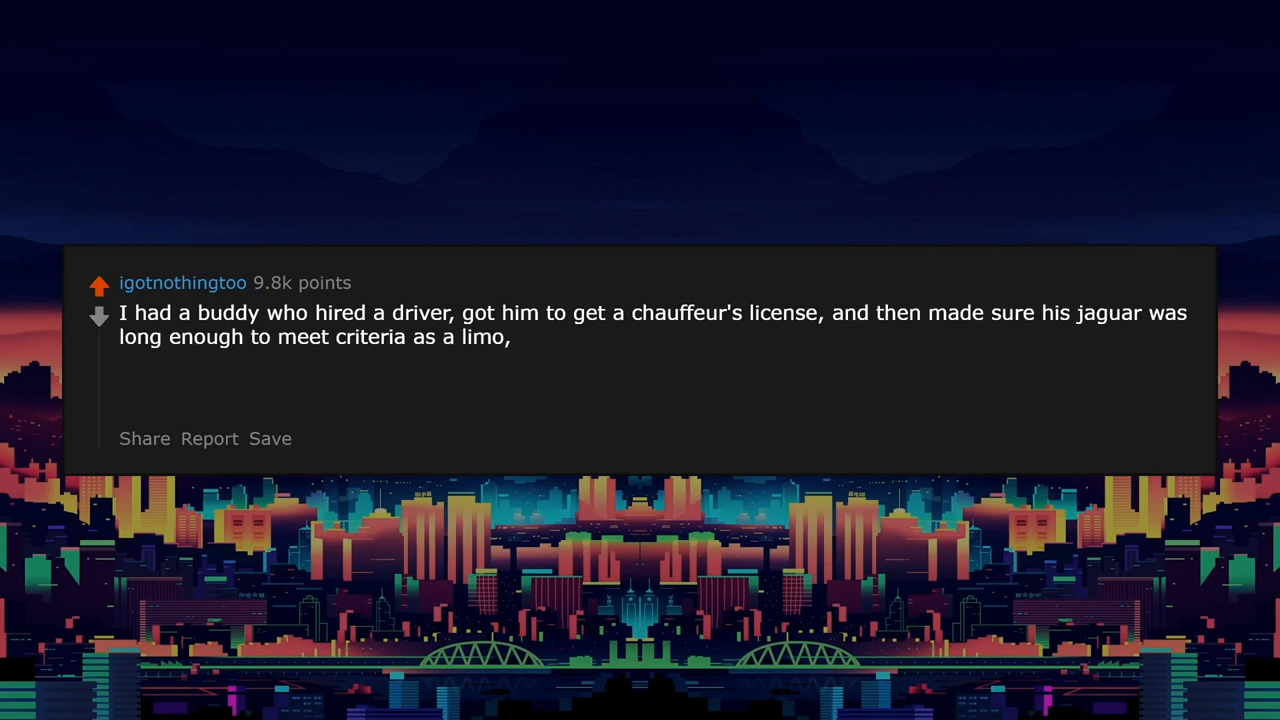 igotnothingtoo 9.8k points
I had a buddy who hired a driver, got him to get a chauffeur's license, and then made sure his jaguar was
long enough to meet criteria as a limo,
Share Report Save